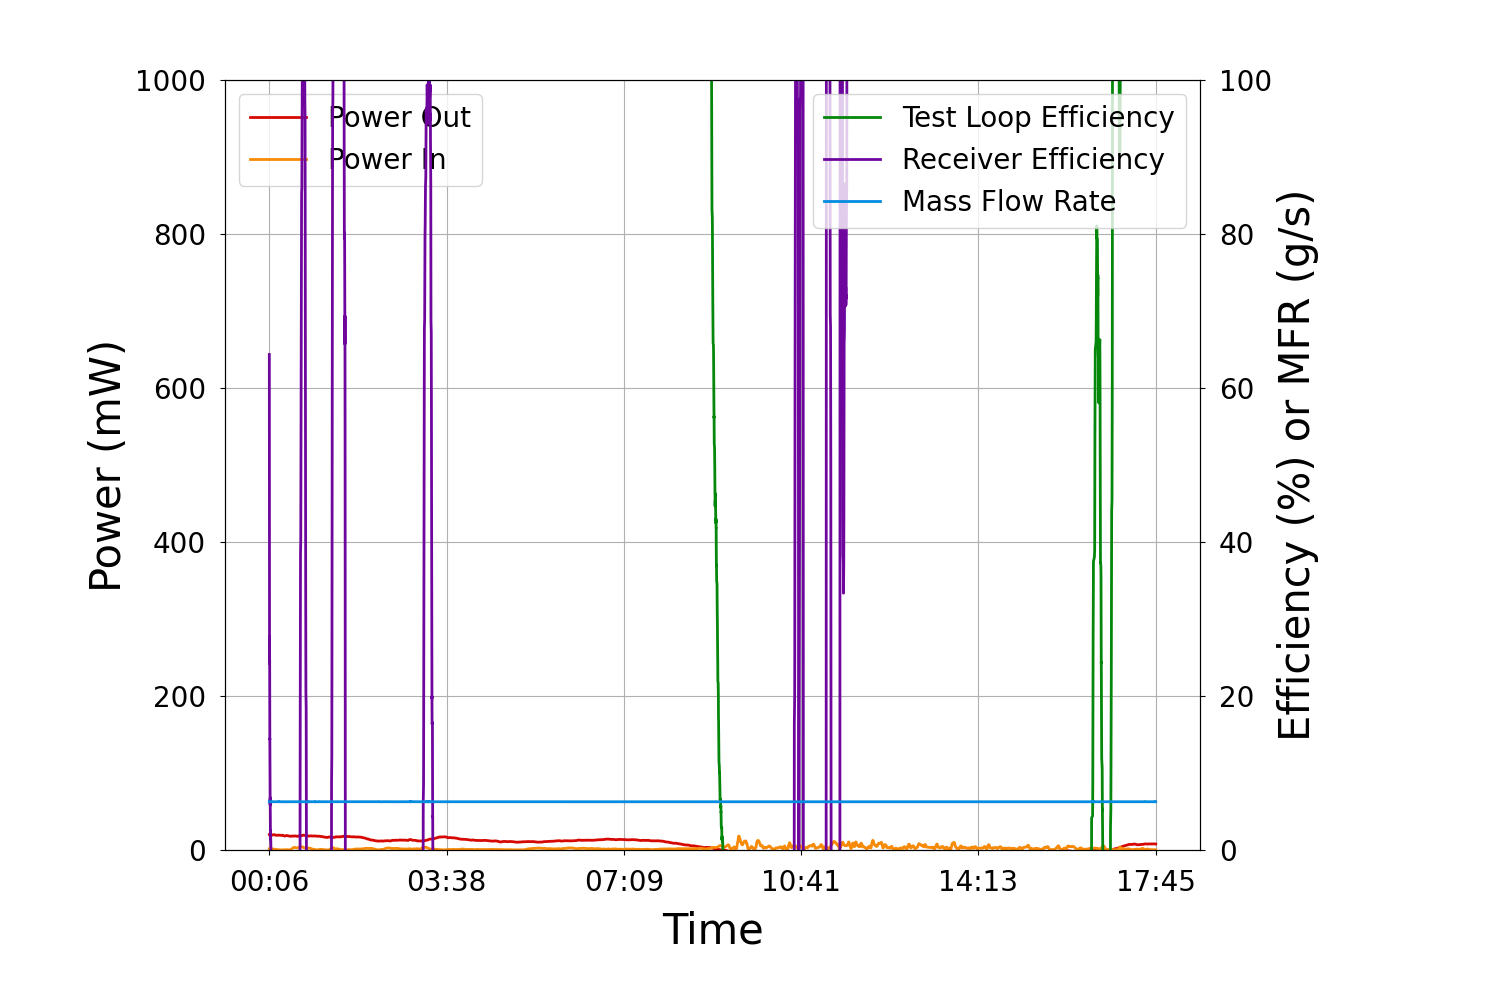 1000
800
600
400
200
0
Power (mW)
Power Out
Power In
Test Loop Efficiency
Receiver Efficiency
Mass Flow Rate
100
80
60
40
20
0
Efficiency (%) or MFR (g/s)
00:06 03:38 07:09 10:41 14:13 17:45
Time